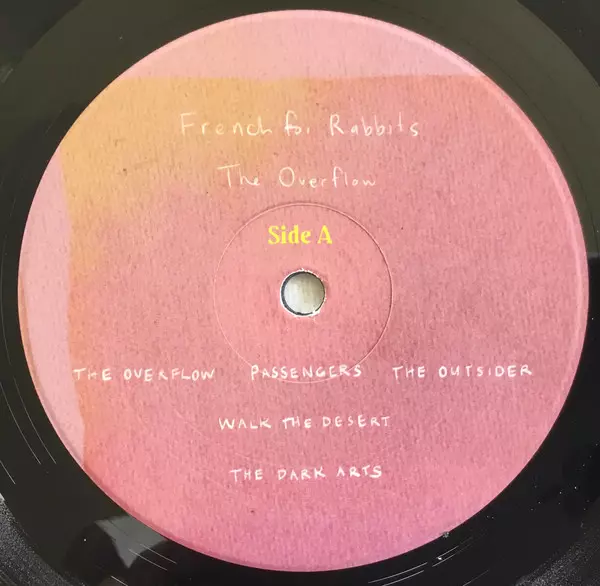 French for Rabbits
The Overflow
Side A
THE OVERFLOW PASSENGERS THE OUTSIDER
WALK THE DESERT
THE DARK ARTS